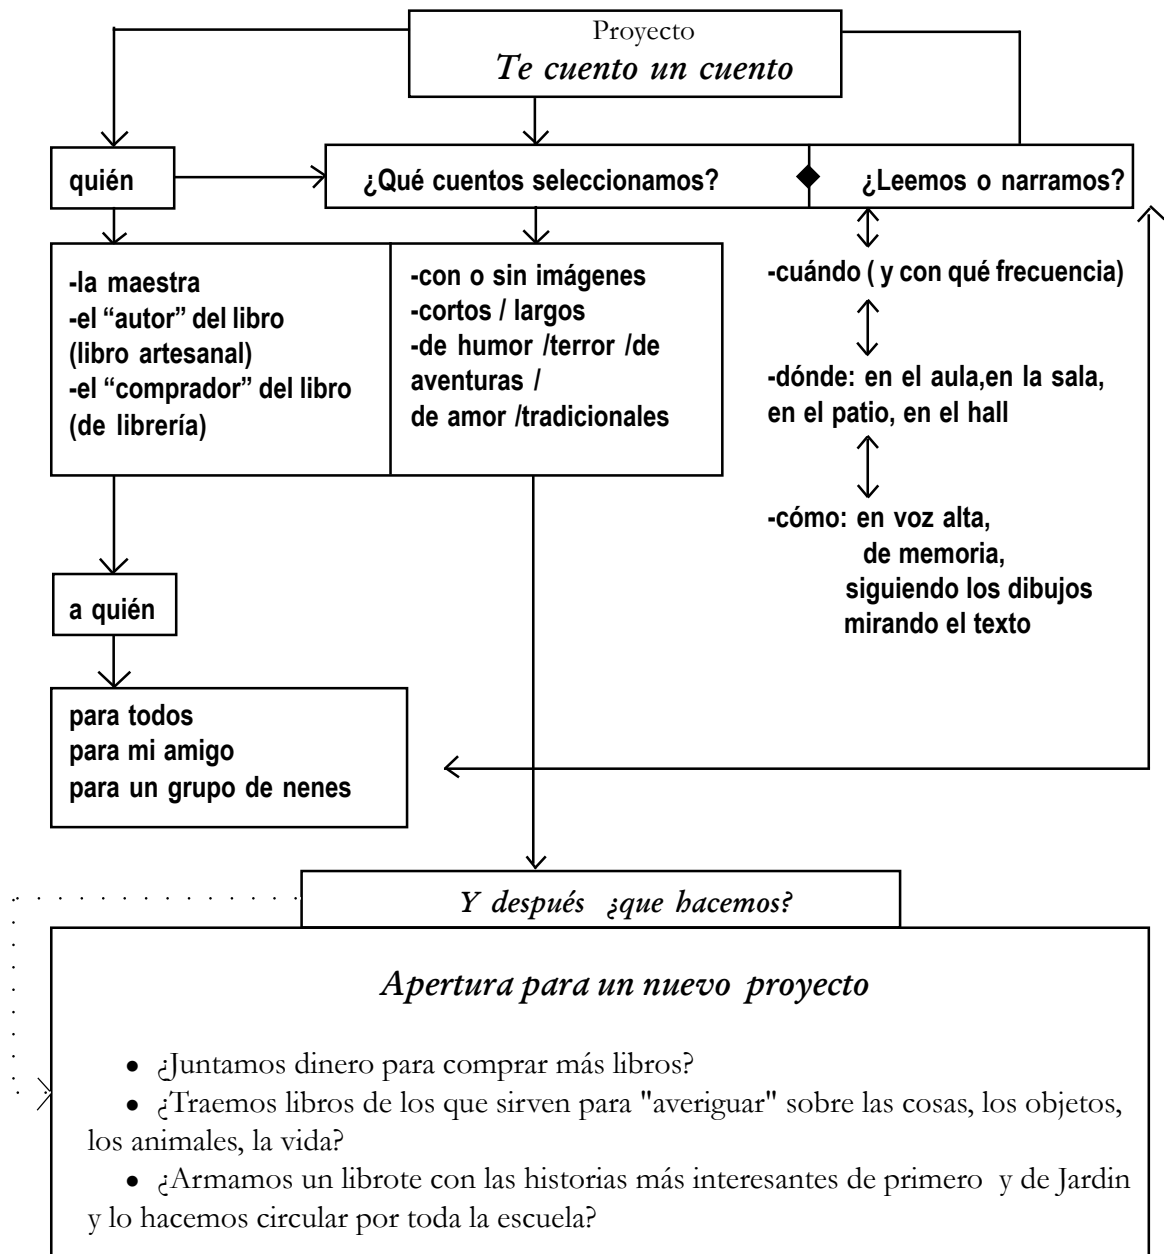 Proyecto
Te cuento un cuento
quién
¿Qué cuentos seleccionamos?
¿Leemos o narramos?
-la maestra
-el “autor” del libro
(libro artesanal)
-el “comprador” del libro
(de librería)
-con o sin imágenes
-cortos / largos
-de humor /terror /de
aventuras /
de amor /tradicionales
-cuándo ( y con qué frecuencia)
-dónde: en el aula,en la sala,
en el patio, en el hall
-cómo: en voz alta,
de memoria,
siguiendo los dibujos
mirando el texto
a quién
para todos
para mi amigo
para un grupo de nenes
Y después ¿que hacemos?
Apertura para un nuevo proyecto
• ¿Juntamos dinero para comprar más libros?
• ¿Traemos libros de los que sirven para "averiguar" sobre las cosas, los objetos,
los animales, la vida?
• ¿Armamos un librote con las historias más interesantes de primero y de Jardin
y lo hacemos circular por toda la escuela?